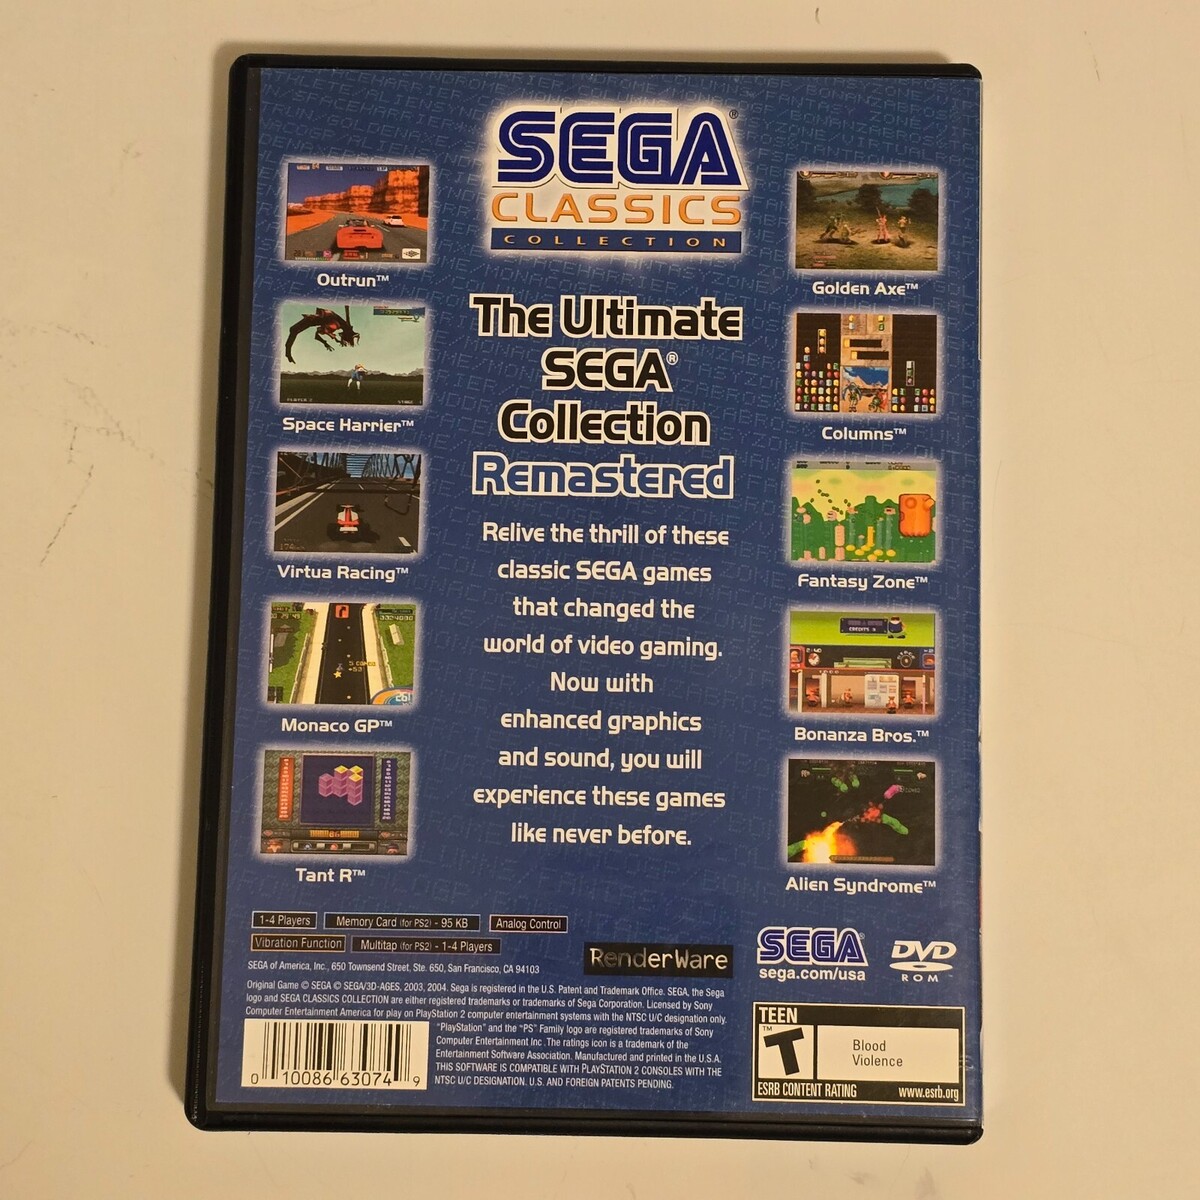 SEGA®
CLASSICS
COLLECTION
Outrun™
Space Harrier™
Virtua Racing™
Monaco GP™
Tant R™
The Ultimate
SEGA®
Collection
Remastered
Relive the thrill of these
classic SEGA games
that changed the
world of video gaming.
Now with
enhanced graphics
and sound, you will
experience these games
like never before.
Golden Axe™
Columns™
Fantasy Zone™
Bonanza Bros.™
Alien Syndrome™
1-4 Players
Memory Card (for PS2) - 95 KB
Analog Control
Vibration Function
Multitap (for PS2) - 1-4 Players
RenderWare
SEGA®
sega.com/usa
DVD
ROM
SEGA of America, Inc., 650 Townsend Street, Ste. 650, San Francisco, CA 94103
Original Game © SEGA © SEGA/3D-AGES, 2003, 2004. Sega is registered in the U.S. Patent and Trademark Office. SEGA, the Sega
logo and SEGA CLASSICS COLLECTION are either registered trademarks or trademarks of Sega Corporation. Licensed by Sony
Computer Entertainment America for play on PlayStation 2 computer entertainment systems with the NTSC U/C designation only.
"PlayStation" and the "PS" Family logo are registered trademarks of Sony
Computer Entertainment Inc. The ratings icon is a trademark of the
Entertainment Software Association. Manufactured and printed in the U.S.A.
THIS SOFTWARE IS COMPATIBLE WITH PLAYSTATION 2 CONSOLES WITH THE
NTSC U/C DESIGNATION. U.S. AND FOREIGN PATENTS PENDING.
0 10086 63074 9
TEEN
T™
Blood
Violence
ESRB CONTENT RATING www.esrb.org